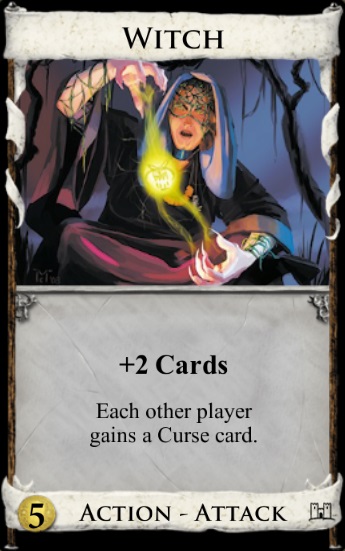 WITCH
+2 Cards
Each other player
gains a Curse card.
5 ACTION - ATTACK